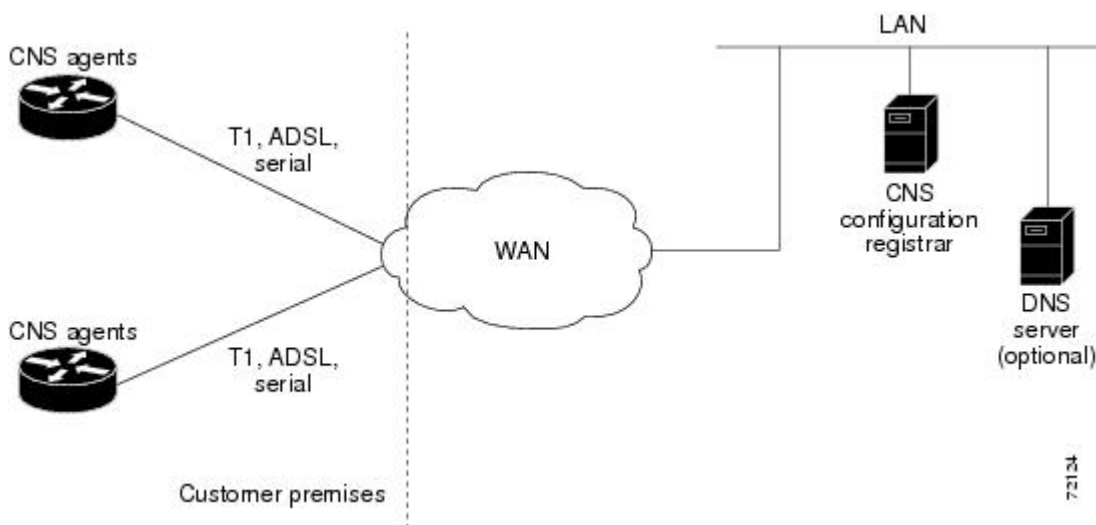 LAN
CNS agents
T1, ADSL,
serial
WAN
CNS
configuration
registrar
DNS
server
(optional)
CNS agents
T1, ADSL,
serial
Customer premises
72124